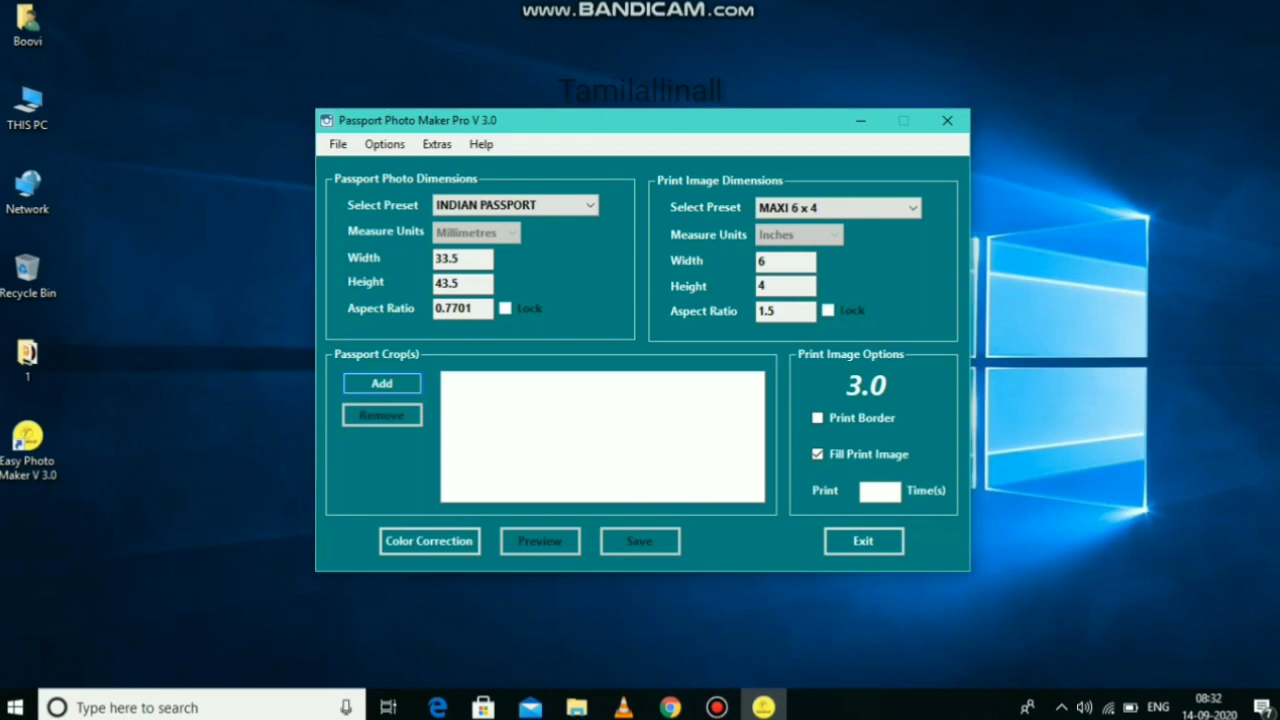 www.BANDICAM.com
Boovi
Tamilallinall
THIS PC
Passport Photo Maker Pro V 3.0
File Options Extras Help
Passport Photo Dimensions
Print Image Dimensions
Select Preset INDIAN PASSPORT
Select Preset MAXI 6 x 4
Network
Measure Units Millimetres
Measure Units Inches
Width 33.5
Width 6
Height 43.5
Height 4
Recycle Bin
Aspect Ratio 0.7701 Lock
Aspect Ratio 1.5 Lock
Passport Crop(s)
Print Image Options
1
Add
3.0
Remove
Print Border
Fill Print Image
Easy Photo
Maker V 3.0
Print Time(s)
Color Correction Preview Save Exit
Type here to search
ENG
08:32
14-09-2020